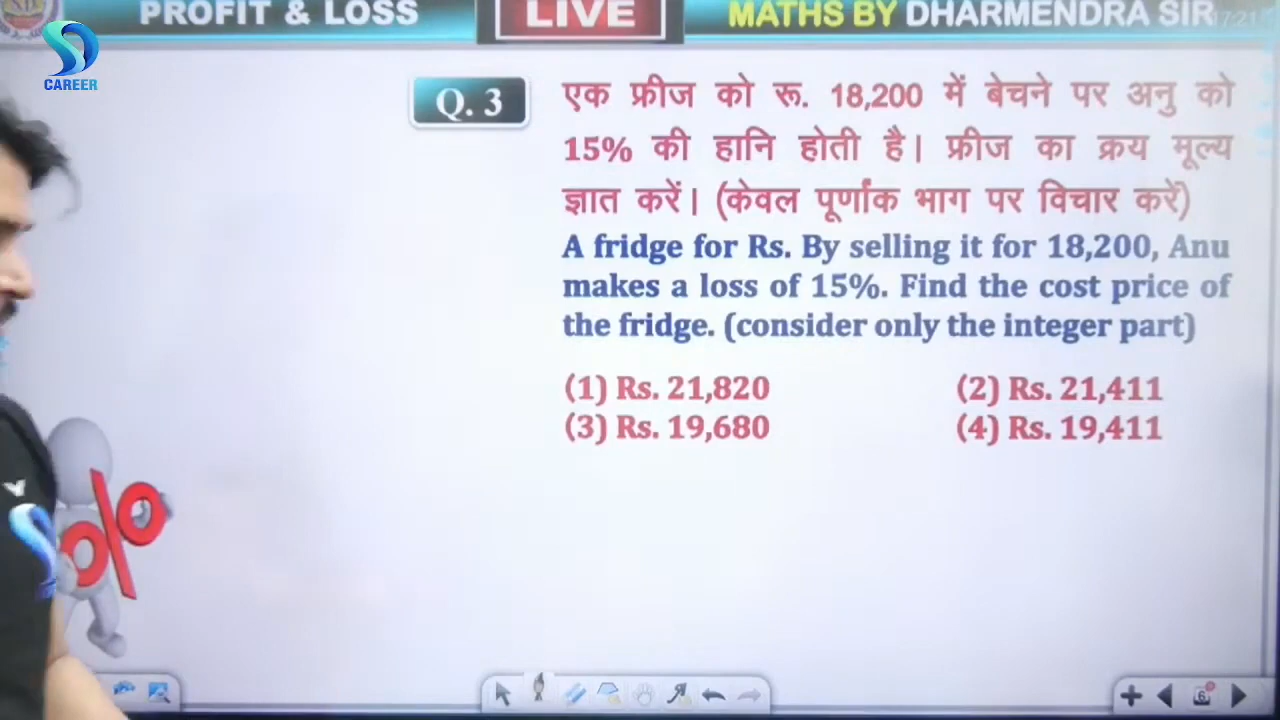 PROFIT & LOSS
LIVE
MATHS BY DHARMENDRA SIR
17:21
CAREER
Q. 3
एक फ्रीज को रू. 18,200 में बेचने पर अनु को
15% की हानि होती है। फ्रीज का क्रय मूल्य
ज्ञात करें। (केवल पूर्णांक भाग पर विचार करें)
A fridge for Rs. By selling it for 18,200, Anu
makes a loss of 15%. Find the cost price of
the fridge. (consider only the integer part)
(1) Rs. 21,820 (2) Rs. 21,411
(3) Rs. 19,680 (4) Rs. 19,411
%
6